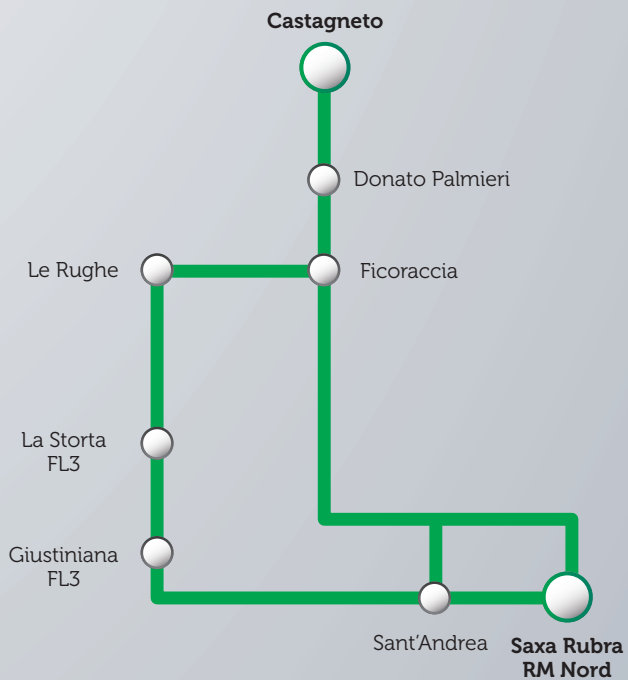 Castagneto
Donato Palmieri
Le Rughe
Ficoraccia
La Storta
FL3
Giustiniana
FL3
Sant'Andrea
Saxa Rubra
RM Nord